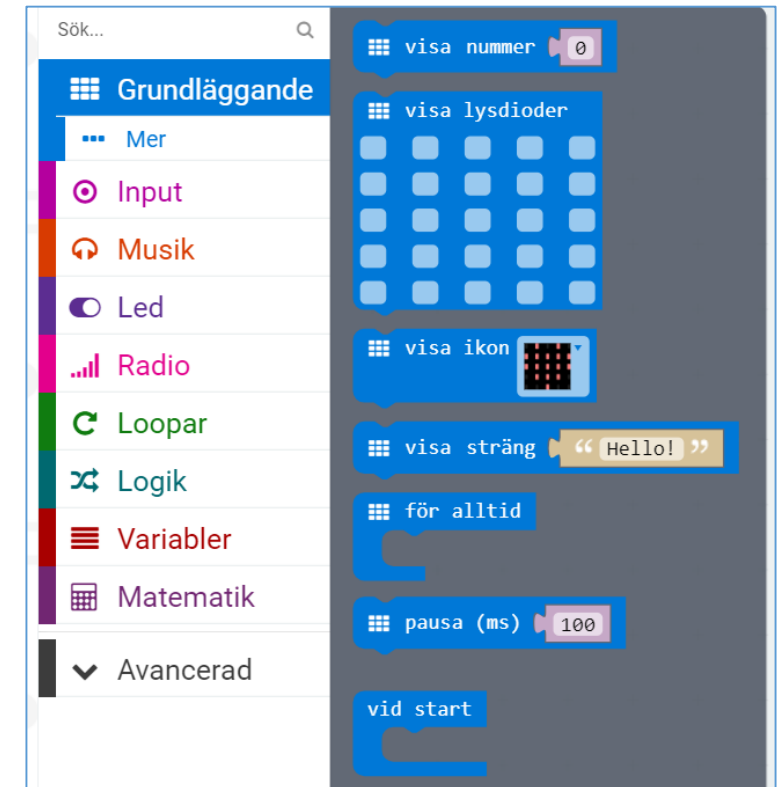 Sök...
Grundläggande
Mer
Input
Musik
Led
Radio
Loopar
Logik
Variabler
Matematik
Avancerad
visa nummer 0
visa lysdioder
visa ikon
visa sträng “ Hello! ”
för alltid
pausa (ms) 100
vid start